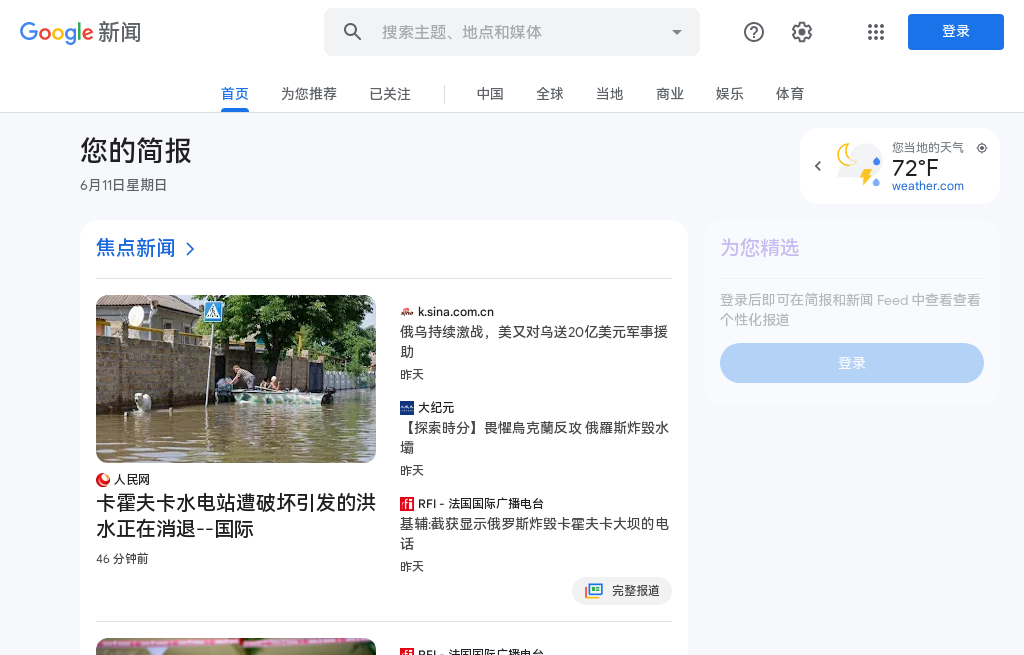 Google 新闻
搜索主题、地点和媒体
登录
首页
为您推荐
已关注
中国
全球
当地
商业
娱乐
体育
您的简报
6月11日星期日
您当地的天气
72°F
weather.com
焦点新闻
人民网
卡霍夫卡水电站遭破坏引发的洪
水正在消退--国际
46 分钟前
k.sina.com.cn
俄乌持续激战，美又对乌送20亿美元军事援
助
昨天
大纪元
【探索時分】畏懼烏克蘭反攻 俄羅斯炸毀水
壩
昨天
RFI - 法国国际广播电台
基辅:截获显示俄罗斯炸毁卡霍夫卡大坝的电
话
昨天
完整报道
为您精选
登录后即可在简报和新闻 Feed 中查看查看
个性化报道
登录
RFI - 法国国际广播电台